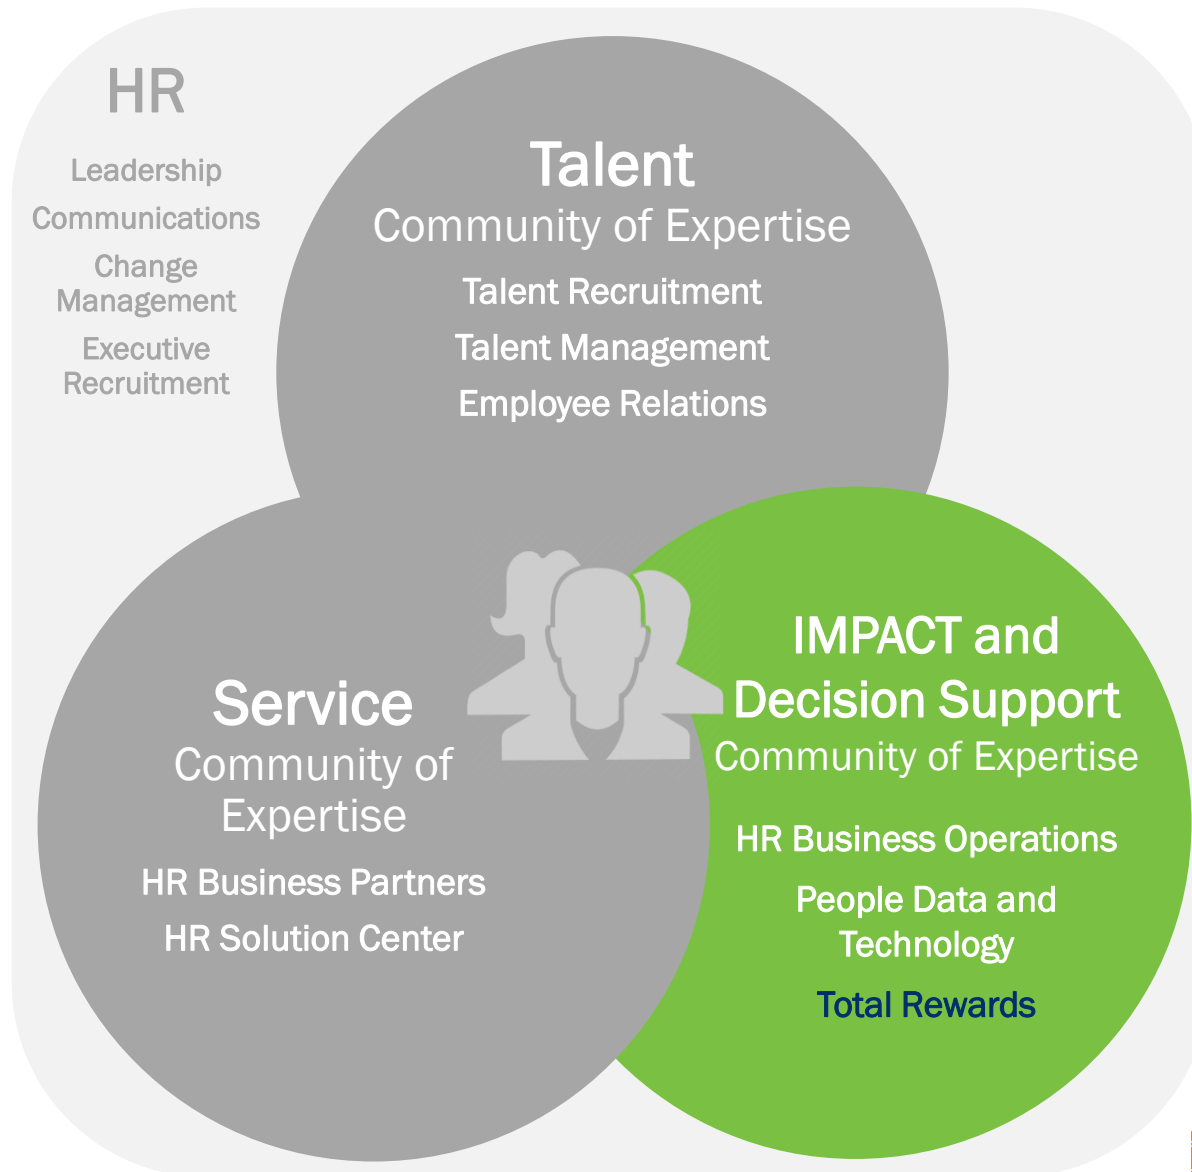 HR
Leadership
Communications
Change
Management
Executive
Recruitment
Talent
Community of Expertise
Talent Recruitment
Talent Management
Employee Relations
Service
Community of
Expertise
HR Business Partners
HR Solution Center
IMPACT and
Decision Support
Community of Expertise
HR Business Operations
People Data and
Technology
Total Rewards